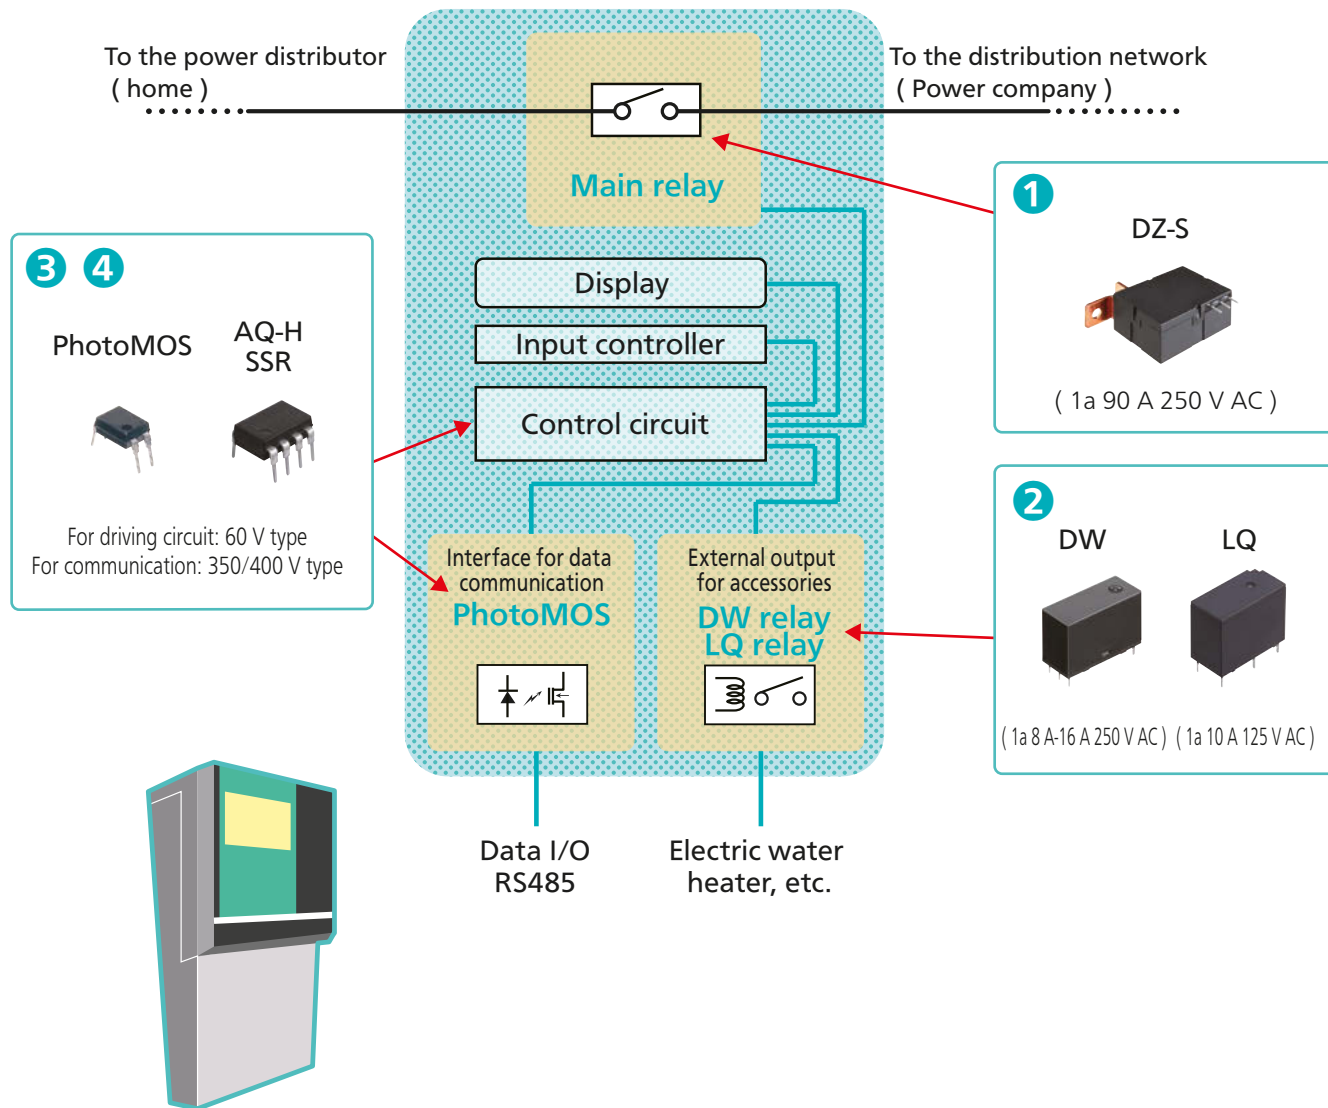 To the power distributor
( home )
To the distribution network
( Power company )
Main relay
1
DZ-S
( 1a 90 A 250 V AC )
3 4
PhotoMOS
AQ-H
SSR
For driving circuit: 60 V type
For communication: 350/400 V type
Display
Input controller
Control circuit
2
DW
LQ
( 1a 8 A-16 A 250 V AC )
( 1a 10 A 125 V AC )
Interface for data
communication
PhotoMOS
External output
for accessories
DW relay
LQ relay
Data I/O
RS485
Electric water
heater, etc.